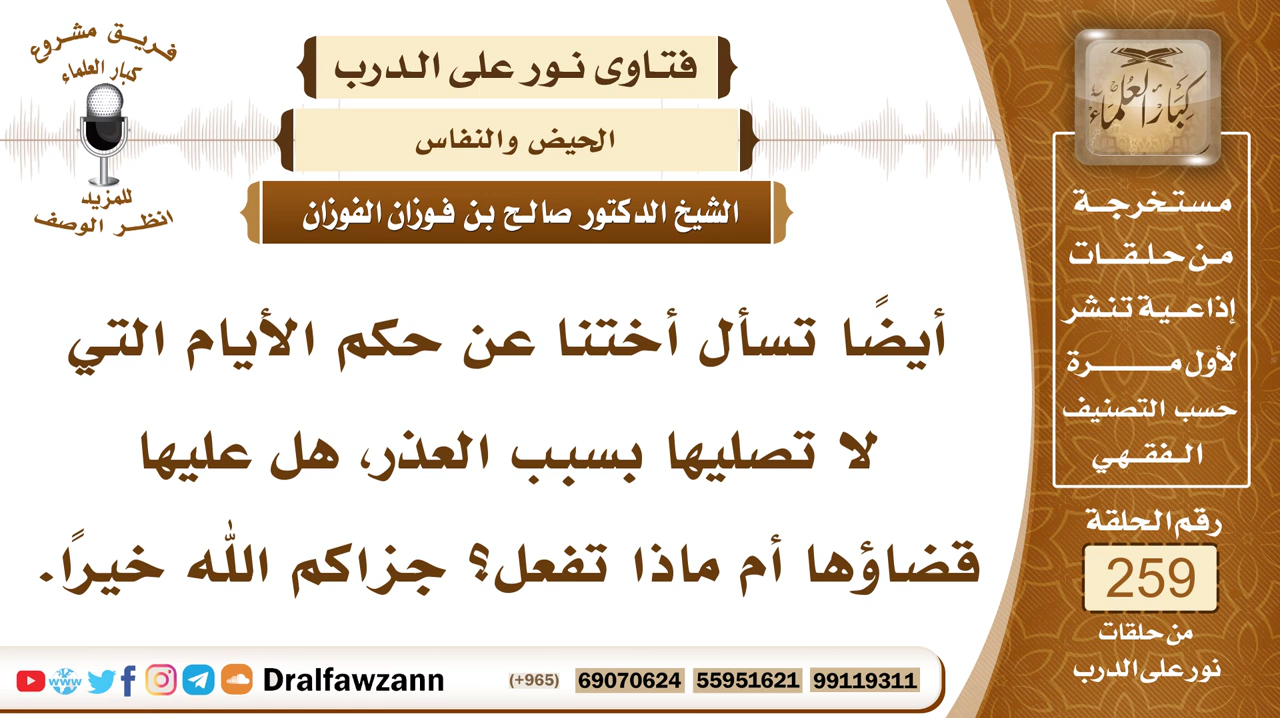 فريق مشروع
كبار العلماء
للمزيد
انظر الوصف
فتاوى نور على الدرب
الحيض والنفاس
الشيخ الدكتور صالح بن فوزان الفوزان
أيضًا تسأل أختنا عن حكم الأيام التي
لا تصليها بسبب العذر، هل عليها
قضاؤها أم ماذا تفعل؟ جزاكم الله خيرًا.
كبار العلماء
مستخرجة
من حلقات
إذاعية تنشر
لأول مرة
حسب التصنيف
الفقهي
رقم الحلقة
259
من حلقات
نور على الدرب
www Dralfawzann (+965) 69070624 55951621 99119311